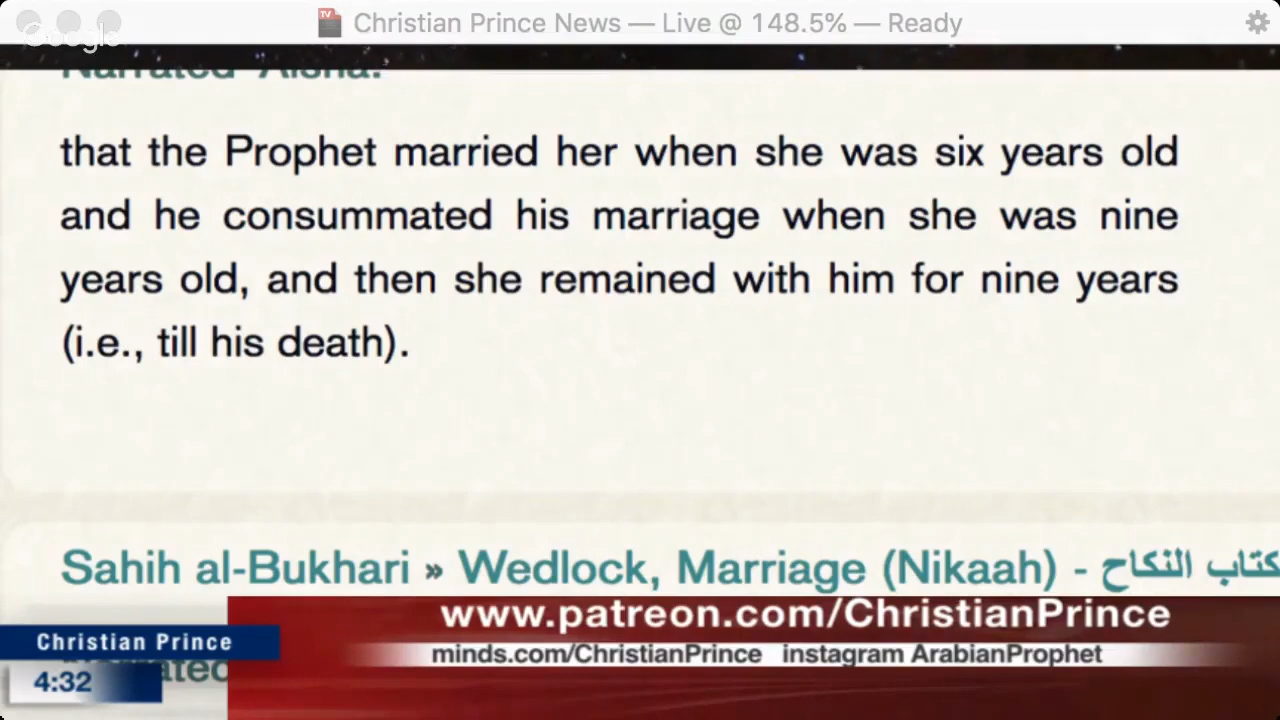 Christian Prince News — Live @ 148.5% — Ready
Google
Narrated 'Aisha:
that the Prophet married her when she was six years old
and he consummated his marriage when she was nine
years old, and then she remained with him for nine years
(i.e., till his death).
Sahih al-Bukhari » Wedlock, Marriage (Nikaah) - كتاب النكاح
www.patreon.com/ChristianPrince
Christian Prince
minds.com/ChristianPrince instagram ArabianProphet
4:32